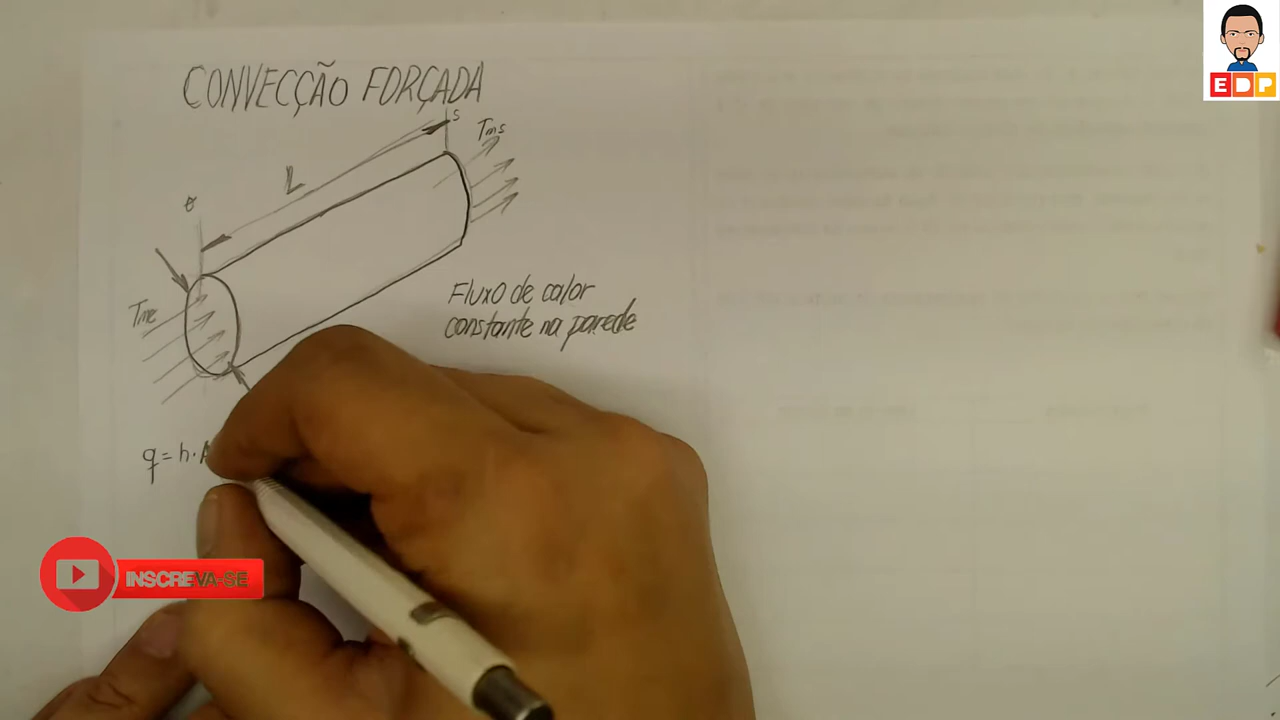 CONVECÇÃO FORÇADA
s
Tms
L
e
Tme
Fluxo de calor
constante na parede
q = h.A
INSCREVA-SE
EDP